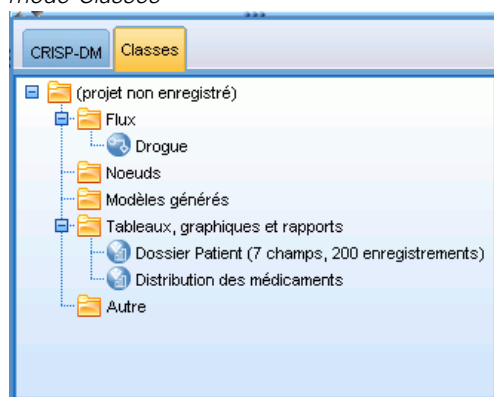 mode Classes
CRISP-DM Classes
(projet non enregistré)
Flux
Drogue
Noeuds
Modèles générés
Tableaux, graphiques et rapports
Dossier Patient (7 champs, 200 enregistrements)
Distribution des médicaments
Autre